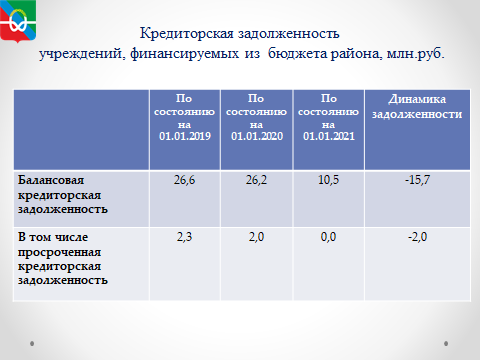 Кредиторская задолженность
учреждений, финансируемых из бюджета района, млн.руб.
По состоянию на 01.01.2019
По состоянию на 01.01.2020
По состоянию на 01.01.2021
Динамика задолженности
Балансовая кредиторская задолженность
26,6
26,2
10,5
-15,7
В том числе просроченная кредиторская задолженность
2,3
2,0
0,0
-2,0